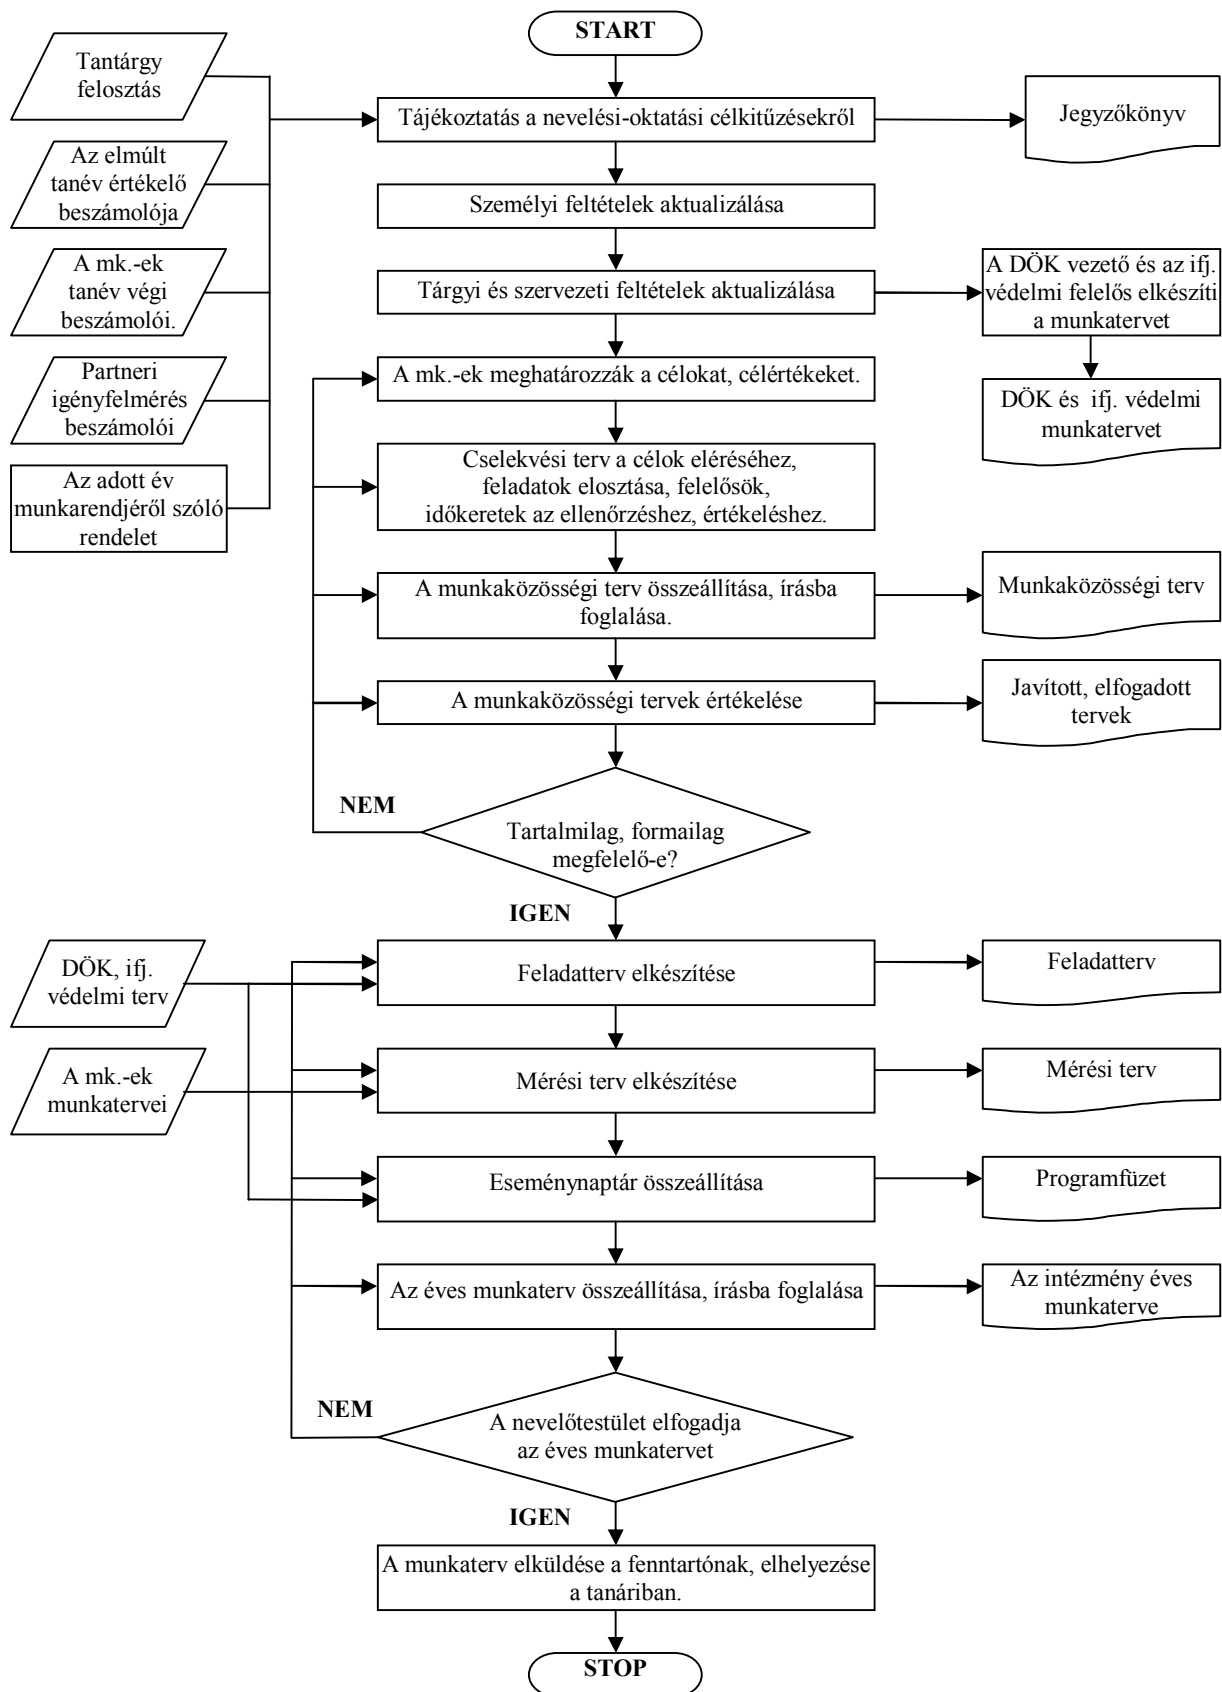 START
Tantárgy
felosztás
Tájékoztatás a nevelési-oktatási célkitűzésekről
Jegyzőkönyv
Az elmúlt
tanév értékelő
beszámolója
Személyi feltételek aktualizálása
A mk.-ek
tanév végi
beszámolói.
Tárgyi és szervezeti feltételek aktualizálása
A DÖK vezető és az ifj.
védelmi felelős elkészíti
a munkatervet
Partneri
igényfelmérés
beszámolói
A mk.-ek meghatározzák a célokat, célértékeket.
DÖK és ifj. védelmi
munkatervet
Az adott év
munkarendjéről szóló
rendelet
Cselekvési terv a célok eléréséhez,
feladatok elosztása, felelősök,
időkeretek az ellenőrzéshez, értékeléshez.
A munkaközösségi terv összeállítása, írásba
foglalása.
Munkaközösségi terv
A munkaközösségi tervek értékelése
Javított, elfogadott
tervek
NEM
Tartalmilag, formailag
megfelelő-e?
IGEN
DÖK, ifj.
védelmi terv
Feladatterv elkészítése
Feladatterv
A mk.-ek
munkatervei
Mérési terv elkészítése
Mérési terv
Eseménynaptár összeállítása
Programfüzet
Az éves munkaterv összeállítása, írásba foglalása
Az intézmény éves
munkaterve
NEM
A nevelőtestület elfogadja
az éves munkatervet
IGEN
A munkaterv elküldése a fenntartónak, elhelyezése
a tanáriban.
STOP